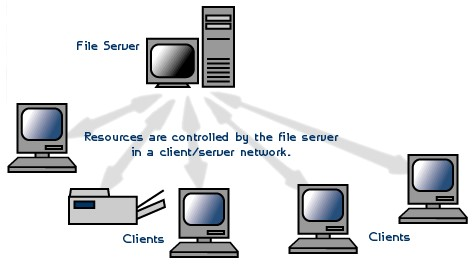 File Server
Resources are controlled by the file server
in a client/server network.
Clients
Clients